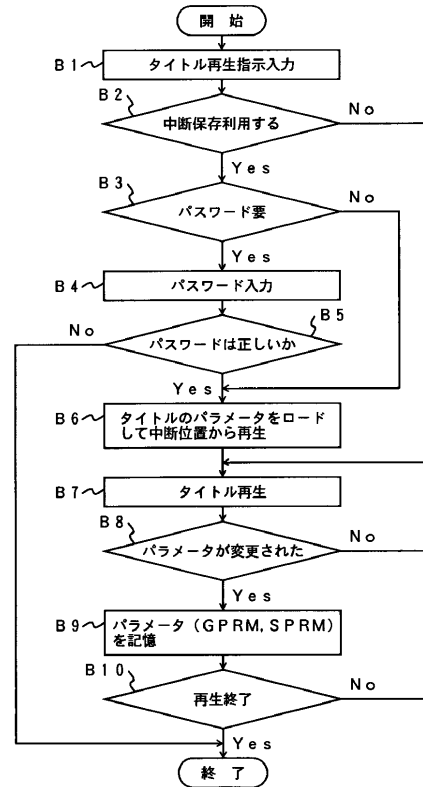 開 始
B1 タイトル再生指示入力
B2
中断保存利用する No
Yes
B3
パスワード要 No
Yes
B4 パスワード入力
No B5
パスワードは正しいか
Yes
B6 タイトルのパラメータをロード
して中断位置から再生
B7 タイトル再生
B8
パラメータが変更された No
Yes
B9 パラメータ(GPRM,SPRM)
を記憶
B10
再生終了 No
Yes
終 了